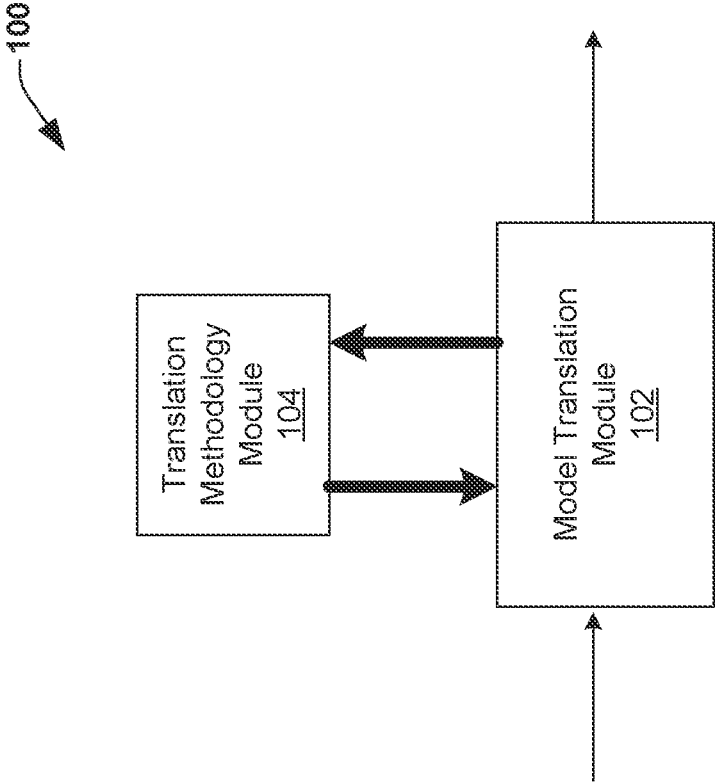 100
Translation
Methodology
Module
104
Model Translation
Module
102